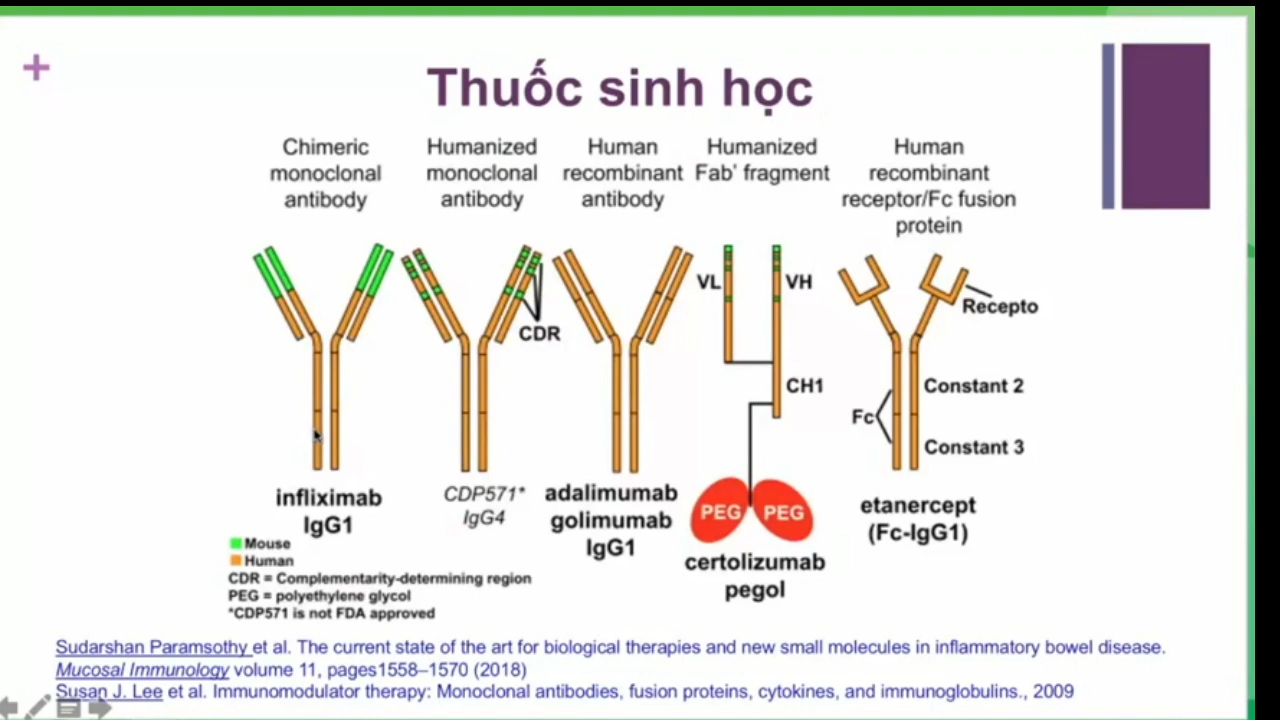 +
Thuốc sinh học
Chimeric
monoclonal
antibody
Humanized
monoclonal
antibody
Human
recombinant
antibody
Humanized
Fab' fragment
Human
recombinant
receptor/Fc fusion
protein
CDR
VL
VH
CH1
Recepto
Constant 2
Fc
Constant 3
infliximab
IgG1
CDP571*
IgG4
adalimumab
golimumab
IgG1
PEG
PEG
certolizumab
pegol
etanercept
(Fc-IgG1)
Mouse
Human
CDR = Complementarity-determining region
PEG = polyethylene glycol
*CDP571 is not FDA approved
Sudarshan Paramsothy et al. The current state of the art for biological therapies and new small molecules in inflammatory bowel disease.
Mucosal Immunology volume 11, pages1558–1570 (2018)
Susan J. Lee et al. Immunomodulator therapy: Monoclonal antibodies, fusion proteins, cytokines, and immunoglobulins., 2009